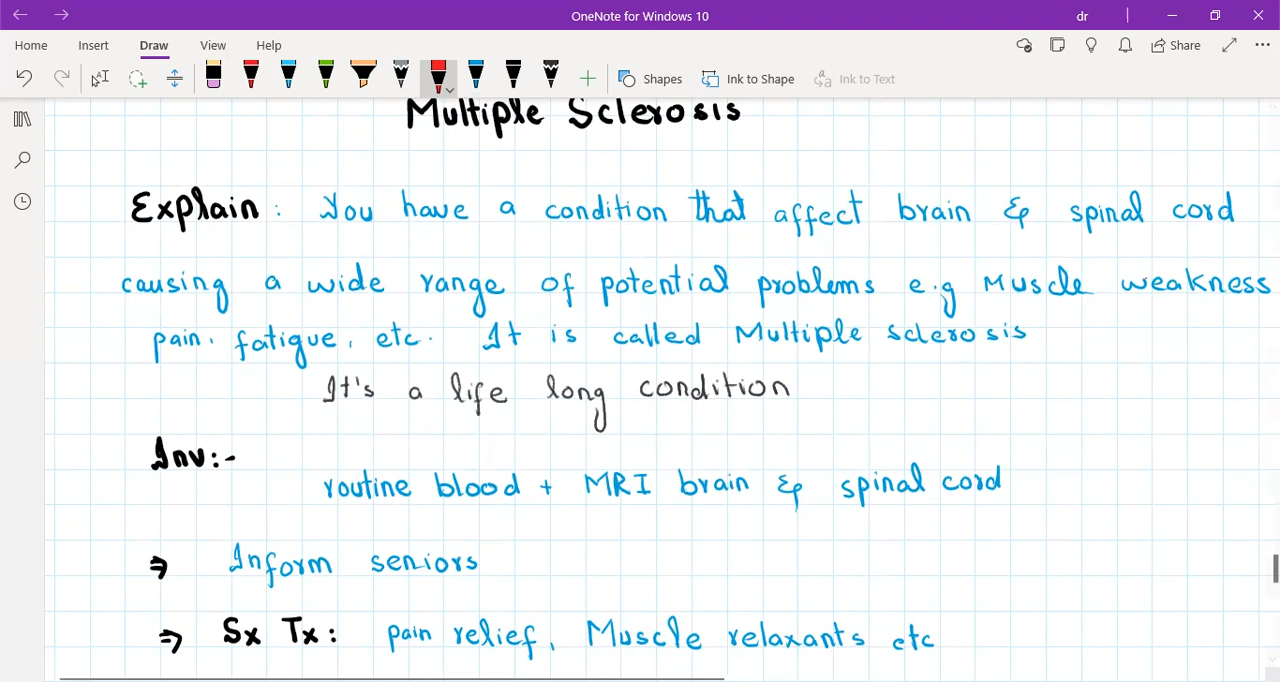 OneNote for Windows 10
dr
Home Insert Draw View Help
Share
Shapes Ink to Shape Ink to Text
Multiple Sclerosis
Explain : You have a condition that affect brain & spinal cord
causing a wide range of potential problems e.g Muscle weakness
pain, fatigue, etc. It is called Multiple sclerosis
It's a life long condition
Inv:-
routine blood + MRI brain & spinal cord
⇒ Inform seniors
⇒ Sx Tx: pain relief, Muscle relaxants etc